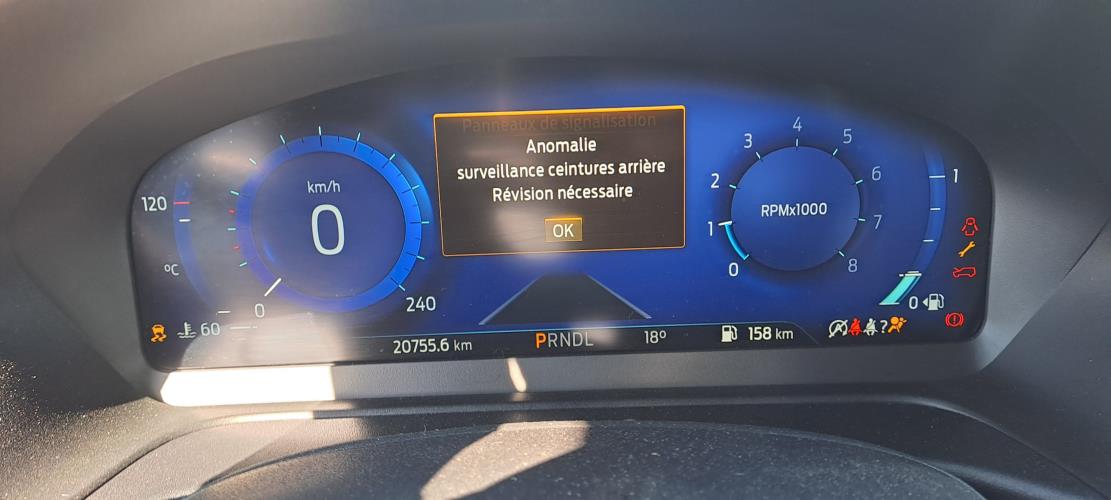 Panneaux de signalisation
Anomalie
surveillance ceintures arrière
Révision nécessaire
OK
km/h
0
0
240
120
°C
60
4
3
5
2
6
1
7
0
8
RPMx1000
1
0
20755.6 km
PRNDL
18°
158 km
?